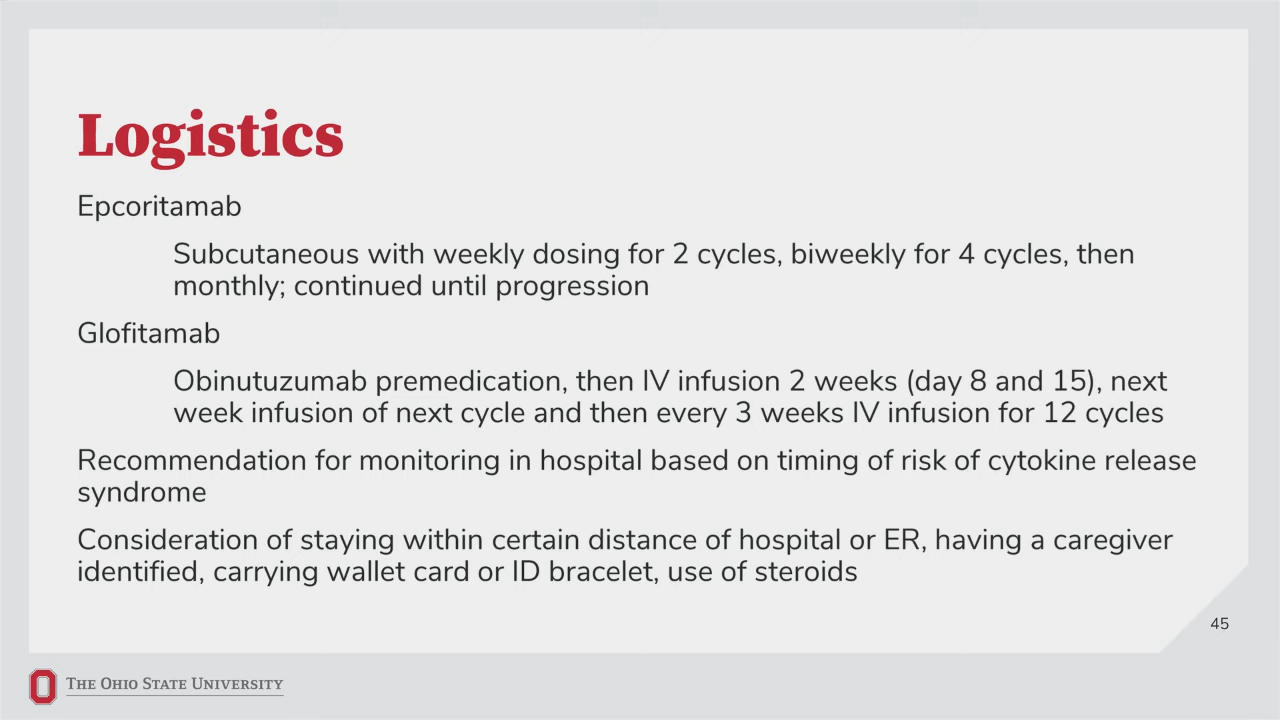 Logistics
Epcoritamab
Subcutaneous with weekly dosing for 2 cycles, biweekly for 4 cycles, then
monthly; continued until progression
Glofitamab
Obinutuzumab premedication, then IV infusion 2 weeks (day 8 and 15), next
week infusion of next cycle and then every 3 weeks IV infusion for 12 cycles
Recommendation for monitoring in hospital based on timing of risk of cytokine release
syndrome
Consideration of staying within certain distance of hospital or ER, having a caregiver
identified, carrying wallet card or ID bracelet, use of steroids
45
THE OHIO STATE UNIVERSITY